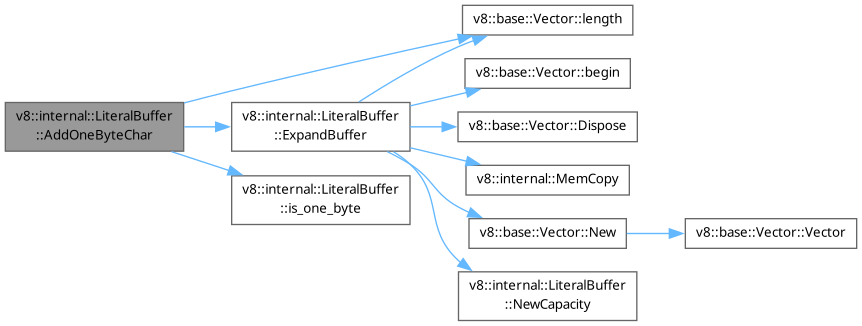 v8::internal::LiteralBuffer
::AddOneByteChar
v8::internal::LiteralBuffer
::ExpandBuffer
v8::internal::LiteralBuffer
::is_one_byte
v8::base::Vector::length
v8::base::Vector::begin
v8::base::Vector::Dispose
v8::internal::MemCopy
v8::base::Vector::New
v8::internal::LiteralBuffer
::NewCapacity
v8::base::Vector::Vector